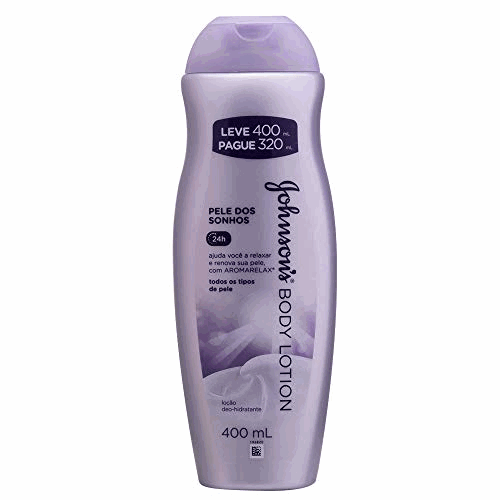 LEVE 400 mL
PAGUE 320 mL
Johnson's® BODY LOTION
PELE DOS
SONHOS
24h
ajuda você a relaxar
e renova sua pele,
com AROMARELAX*
todos os tipos
de pele
loção
deo-hidratante
400 mL